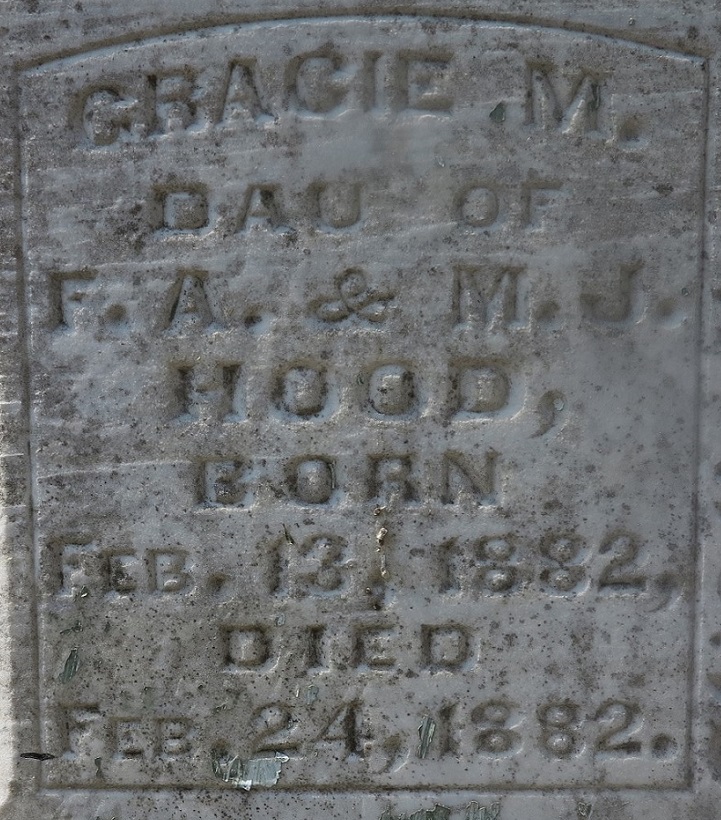 GRACIE M.
DAU OF
F. A. & M. J.
HOOD,
BORN
FEB. 13, 1882,
DIED
FEB. 24, 1882.